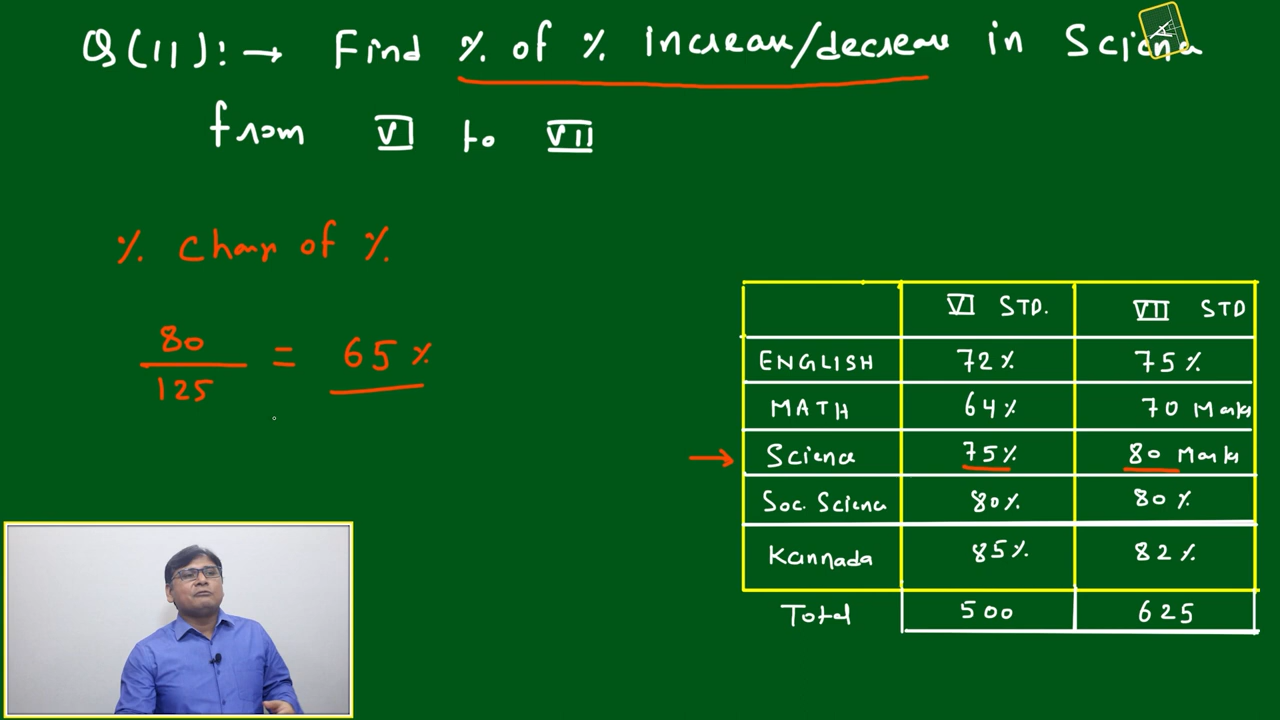 Q(11): → Find % of % Increase/decrease in Science
from VI to VII
% Change of %
80
125
= 65%
VI STD. VII STD
ENGLISH 72% 75%
MATH 64% 70 Marks
→ Science 75% 80 Marks
Soc. Science 80% 80%
Kannada 85% 82%
Total 500 625